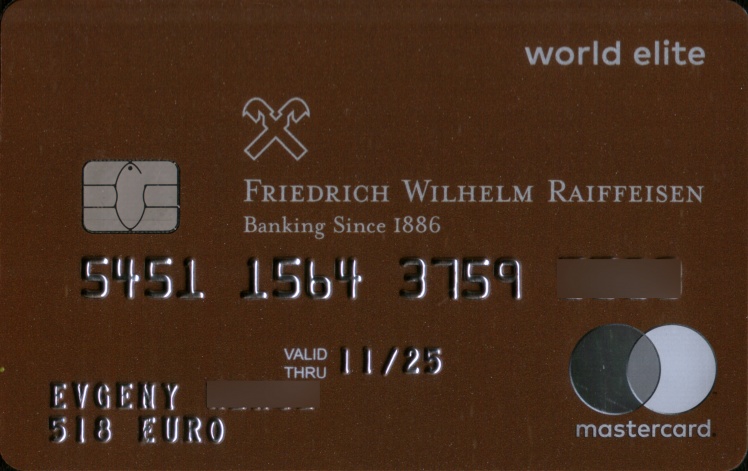 world elite
FRIEDRICH WILHELM RAIFFEISEN
Banking Since 1886
5451 1564 3759
VALID THRU 11/25
EVGENY
518 EURO
mastercard